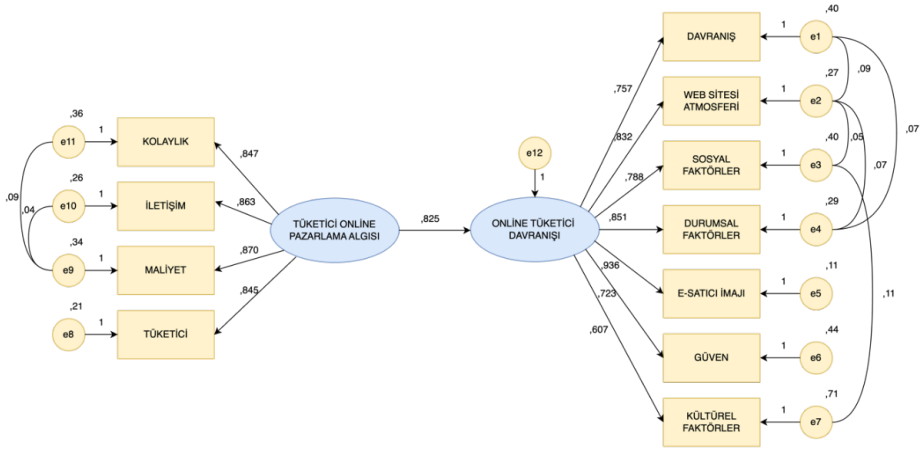 ,40
DAVRANIŞ
1
e1
,09
,757
,27
WEB SİTESİ
ATMOSFERİ
1
e2
,36
e11
1
KOLAYLIK
,832
,05
,07
e12
,40
SOSYAL
FAKTÖRLER
1
e3
,07
,847
,788
,26
e10
1
İLETİŞİM
,863
1
,09
,04
TÜKETİCİ ONLINE
PAZARLAMA ALGISI
,825
ONLINE TÜKETİCİ
DAVRANIŞI
,851
,29
DURUMSAL
FAKTÖRLER
1
e4
,34
e9
1
MALİYET
,870
,936
,11
E-SATICI İMAJI
1
e5
,845
,723
,11
,21
e8
1
TÜKETİCİ
,607
,44
GÜVEN
1
e6
,71
KÜLTÜREL
FAKTÖRLER
1
e7